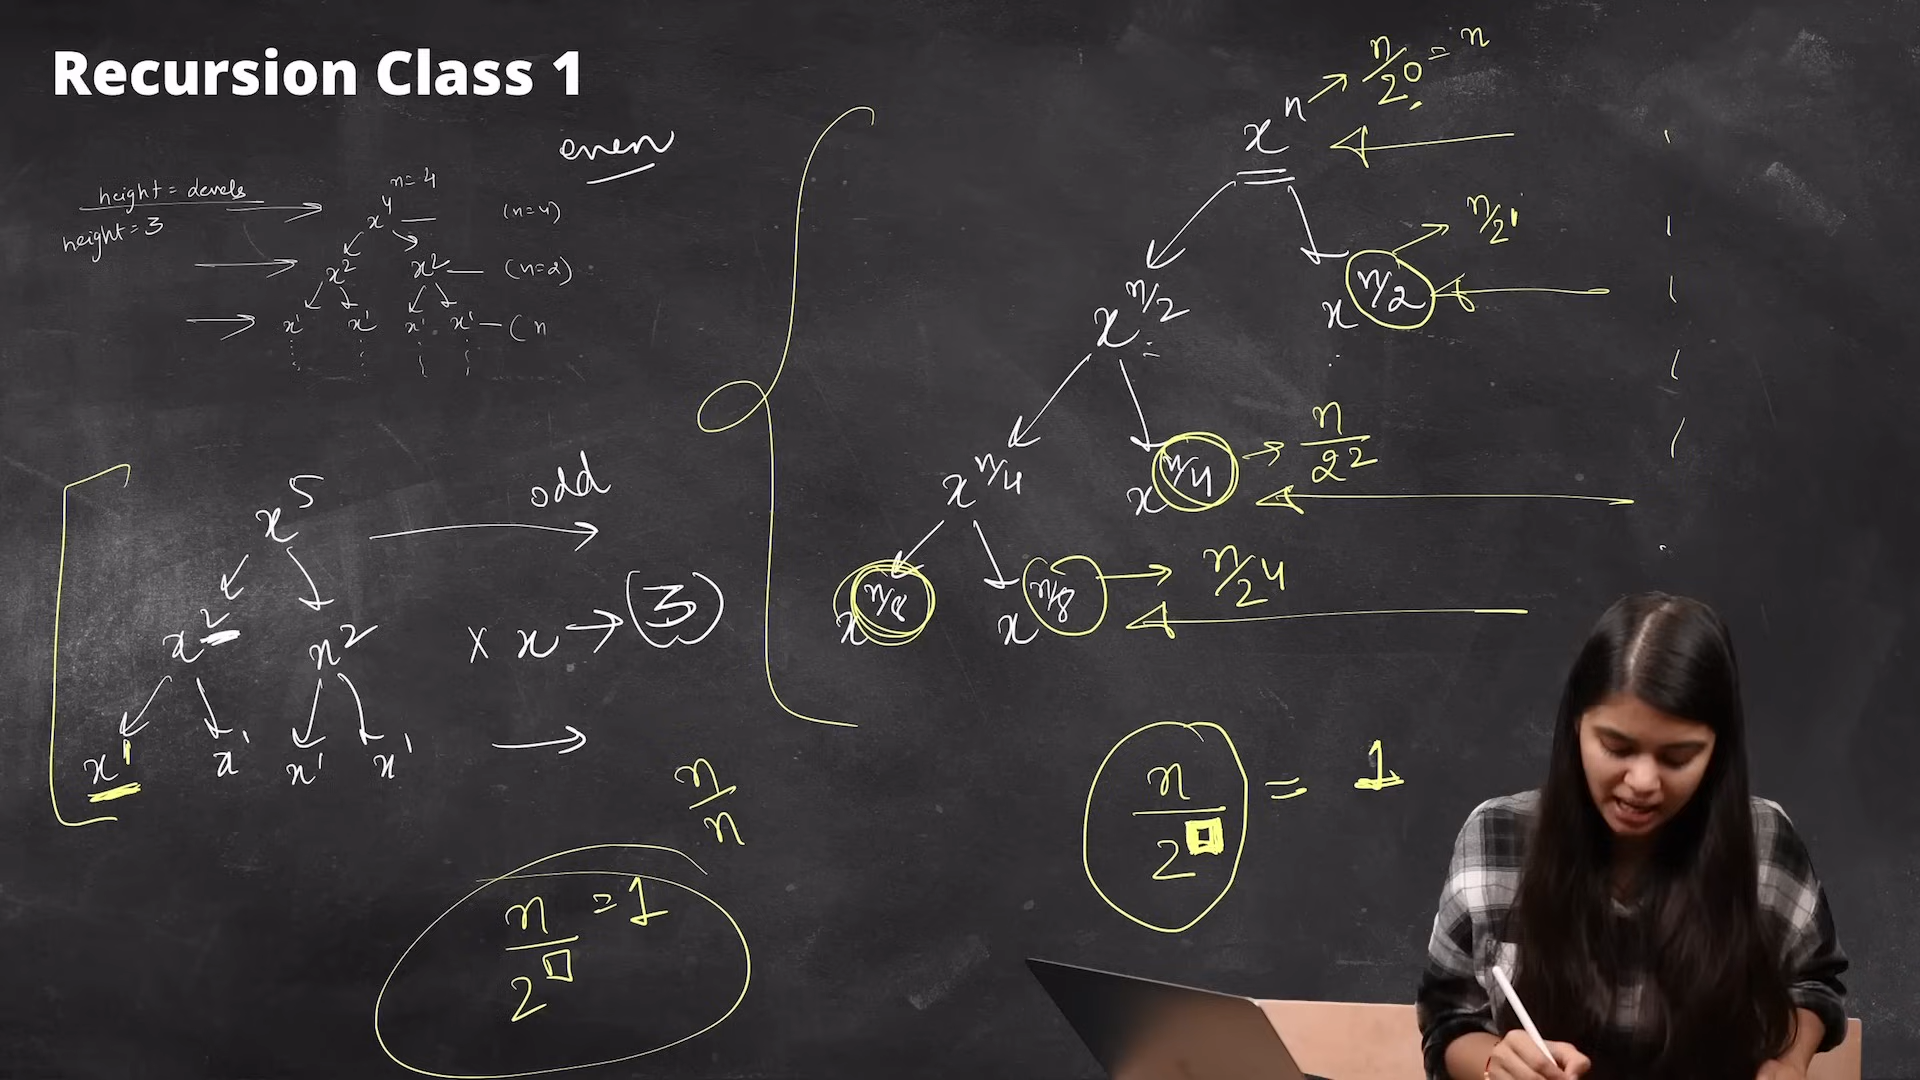 Recursion Class 1
even
height = levels
height = 3
n=4
x⁴
(n=4)
x² x²
(n=2)
x¹ x¹ x¹ x¹
(n
x⁵
odd
x² x²
× x → (3)
x¹ x¹ x¹ x¹
n/n
n/2^□ = 1
xⁿ → n/2⁰ = n
x^n/2 x^n/2 → n/2¹
x^n/4 x^n/4 → n/2²
x^n/8 x^n/8 → n/2⁴
n/2^□ = 1